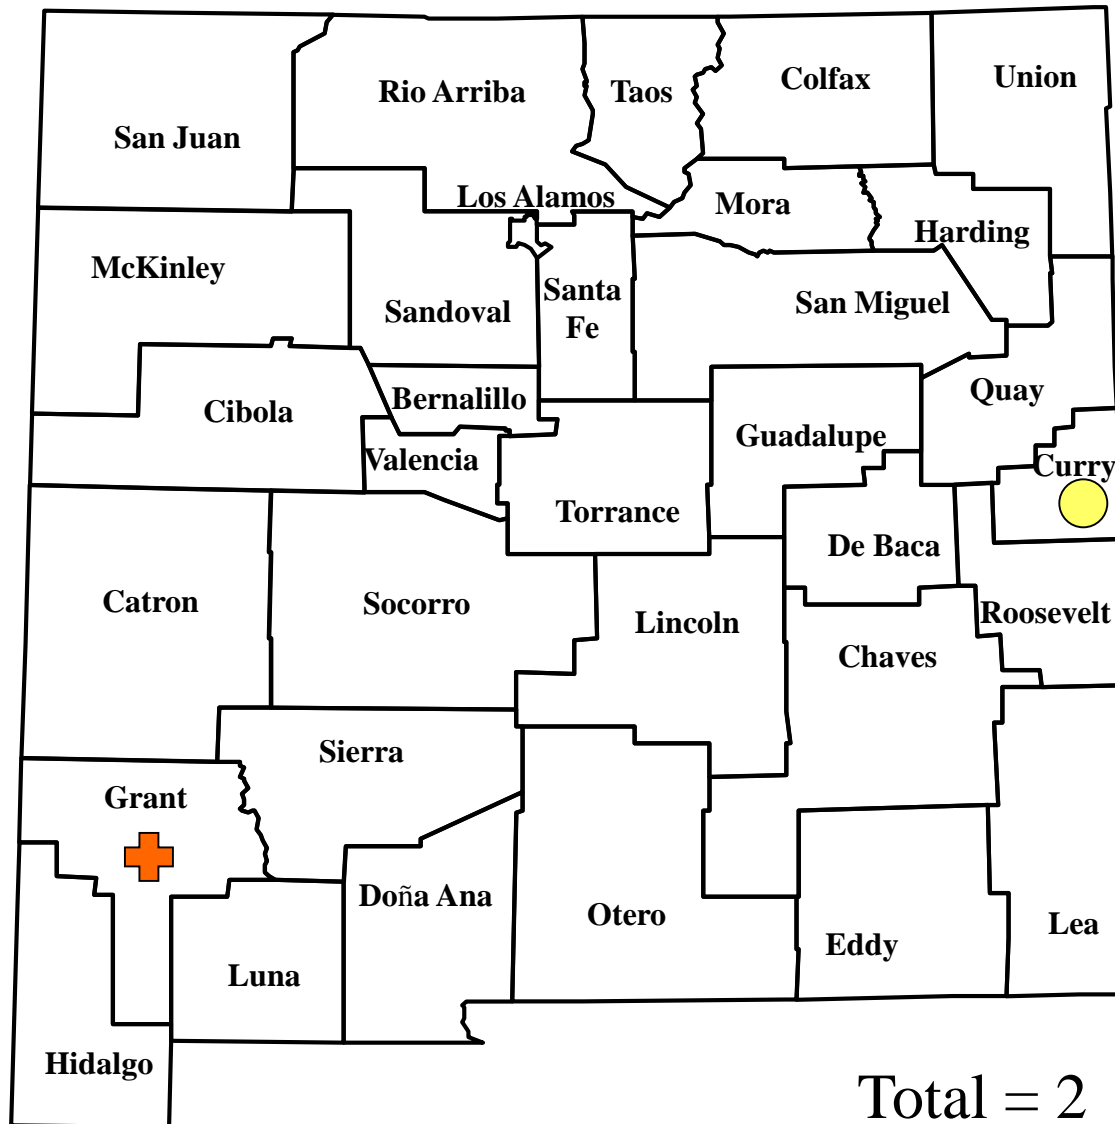 Rio Arriba
Taos
Colfax
Union
San Juan
Los Alamos
Mora
Harding
McKinley
Sandoval
Santa
Fe
San Miguel
Cibola
Bernalillo
Quay
Valencia
Guadalupe
Curry
Torrance
De Baca
Catron
Socorro
Lincoln
Roosevelt
Chaves
Sierra
Grant
Doña Ana
Otero
Lea
Eddy
Luna
Hidalgo
Total = 2